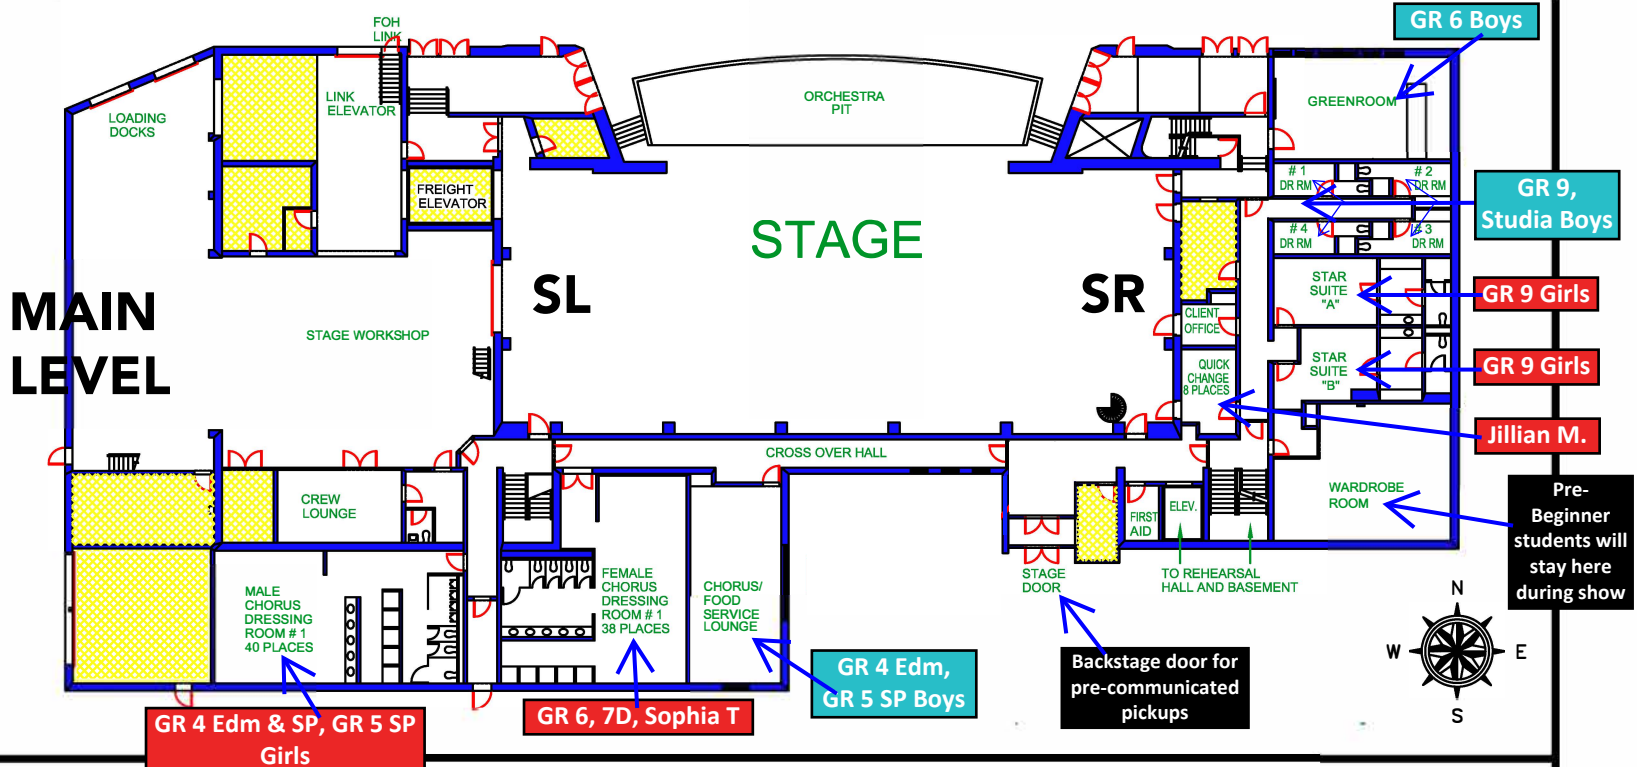 GR 6 Boys
FOH
LINK
LINK
ELEVATOR
LOADING
DOCKS
ORCHESTRA
PIT
GREENROOM
FREIGHT
ELEVATOR
# 1
DR RM
# 2
DR RM
# 4
DR RM
# 3
DR RM
GR 9,
Studia Boys
STAGE
SL
SR
MAIN
LEVEL
STAGE WORKSHOP
CLIENT
OFFICE
STAR
SUITE
"A"
GR 9 Girls
QUICK
CHANGE
8 PLACES
STAR
SUITE
"B"
GR 9 Girls
Jillian M.
CROSS OVER HALL
CREW
LOUNGE
WARDROBE
ROOM
Pre-
Beginner
students will
stay here
during show
FIRST
AID
ELEV.
STAGE
DOOR
TO REHEARSAL
HALL AND BASEMENT
MALE
CHORUS
DRESSING
ROOM # 1
40 PLACES
FEMALE
CHORUS
DRESSING
ROOM # 1
38 PLACES
CHORUS/
FOOD
SERVICE
LOUNGE
GR 4 Edm & SP, GR 5 SP
Girls
GR 6, 7D, Sophia T
GR 4 Edm,
GR 5 SP Boys
Backstage door for
pre-communicated
pickups
N
W
E
S